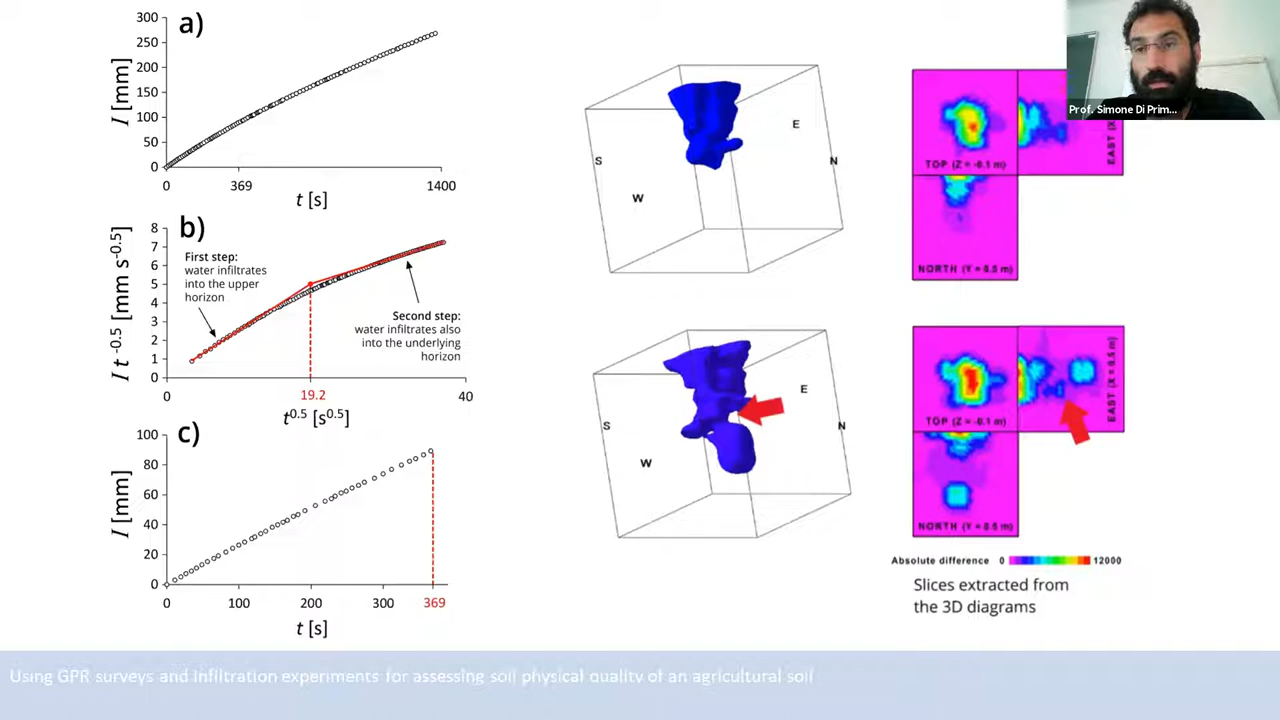 a)
300
250
200
150
100
50
0
I [mm]
0 369 1400
t [s]
b)
8
7
6
5
4
3
2
1
0
I t -0.5 [mm s-0.5]
First step:
water infiltrates
into the upper
horizon
Second step:
water infiltrates also
into the underlying
horizon
0 19.2 40
t0.5 [s0.5]
c)
100
80
60
40
20
0
I [mm]
0 100 200 300 369
t [s]
S E
W N
S E
W N
Prof. Simone Di Prim...
TOP (Z = -0.1 m)
EAST (X
NORTH (Y = 0.5 m)
TOP (Z = -0.1 m)
EAST (X = 0.5 m)
NORTH (Y = 0.5 m)
Absolute difference 0 12000
Slices extracted from
the 3D diagrams
Using GPR surveys and infiltration experiments for assessing soil physical quality of an agricultural soil